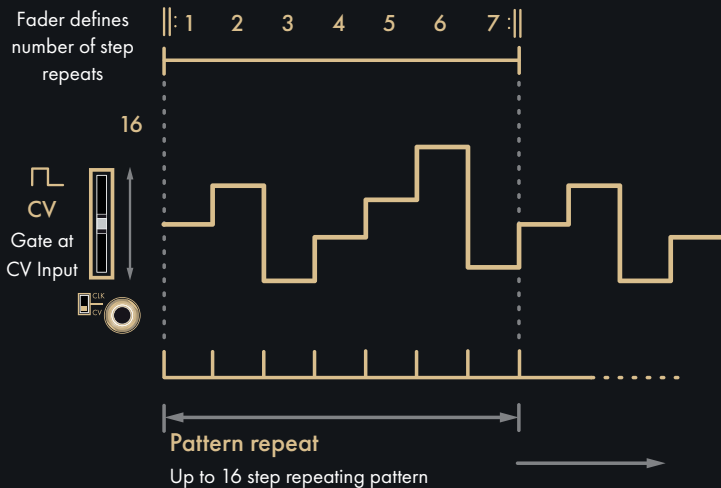 Fader defines
number of step
repeats
||: 1 2 3 4 5 6 7 :||
16
CV
Gate at
CV Input
CLK
CV
Pattern repeat
Up to 16 step repeating pattern